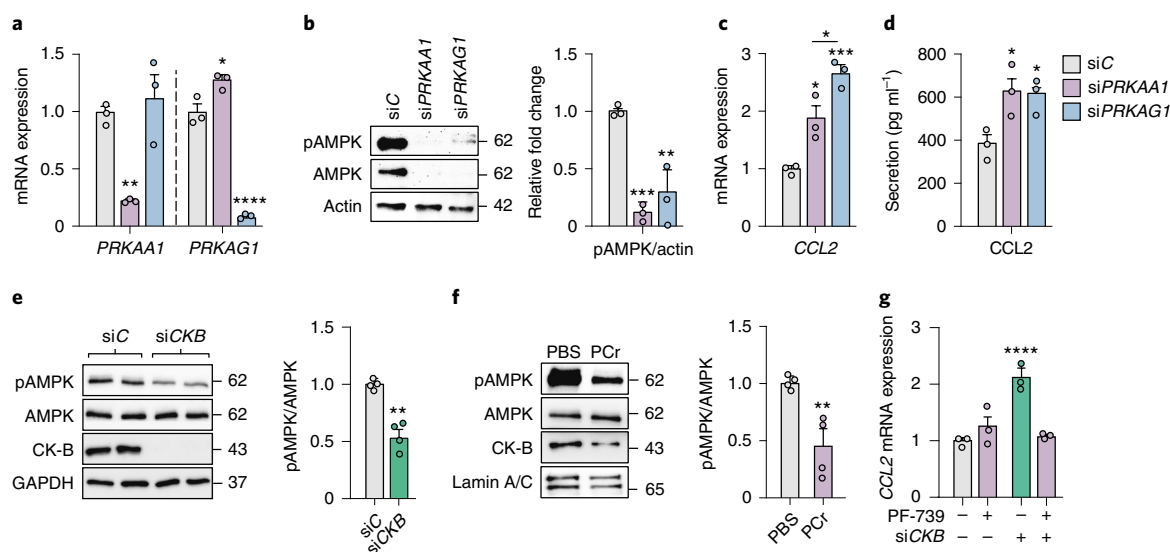 a
mRNA expression
1.5
1.0
0.5
0
**
*
****
PRKAA1
PRKAG1
b
siC
siPRKAA1
siPRKAG1
pAMPK
62
AMPK
62
Actin
42
Relative fold change
1.5
1.0
0.5
0
***
**
pAMPK/actin
c
mRNA expression
3
2
1
0
*
*
***
CCL2
d
Secretion (pg ml−1)
800
600
400
200
0
*
*
CCL2
siC
siPRKAA1
siPRKAG1
e
siC
siCKB
pAMPK
62
AMPK
62
CK-B
43
GAPDH
37
pAMPK/AMPK
1.5
1.0
0.5
0
**
siC
siCKB
f
PBS
PCr
pAMPK
62
AMPK
62
CK-B
43
Lamin A/C
65
pAMPK/AMPK
1.5
1.0
0.5
0
**
PBS
PCr
g
CCL2 mRNA expression
3
2
1
0
****
PF-739 − + − +
siCKB − − + +